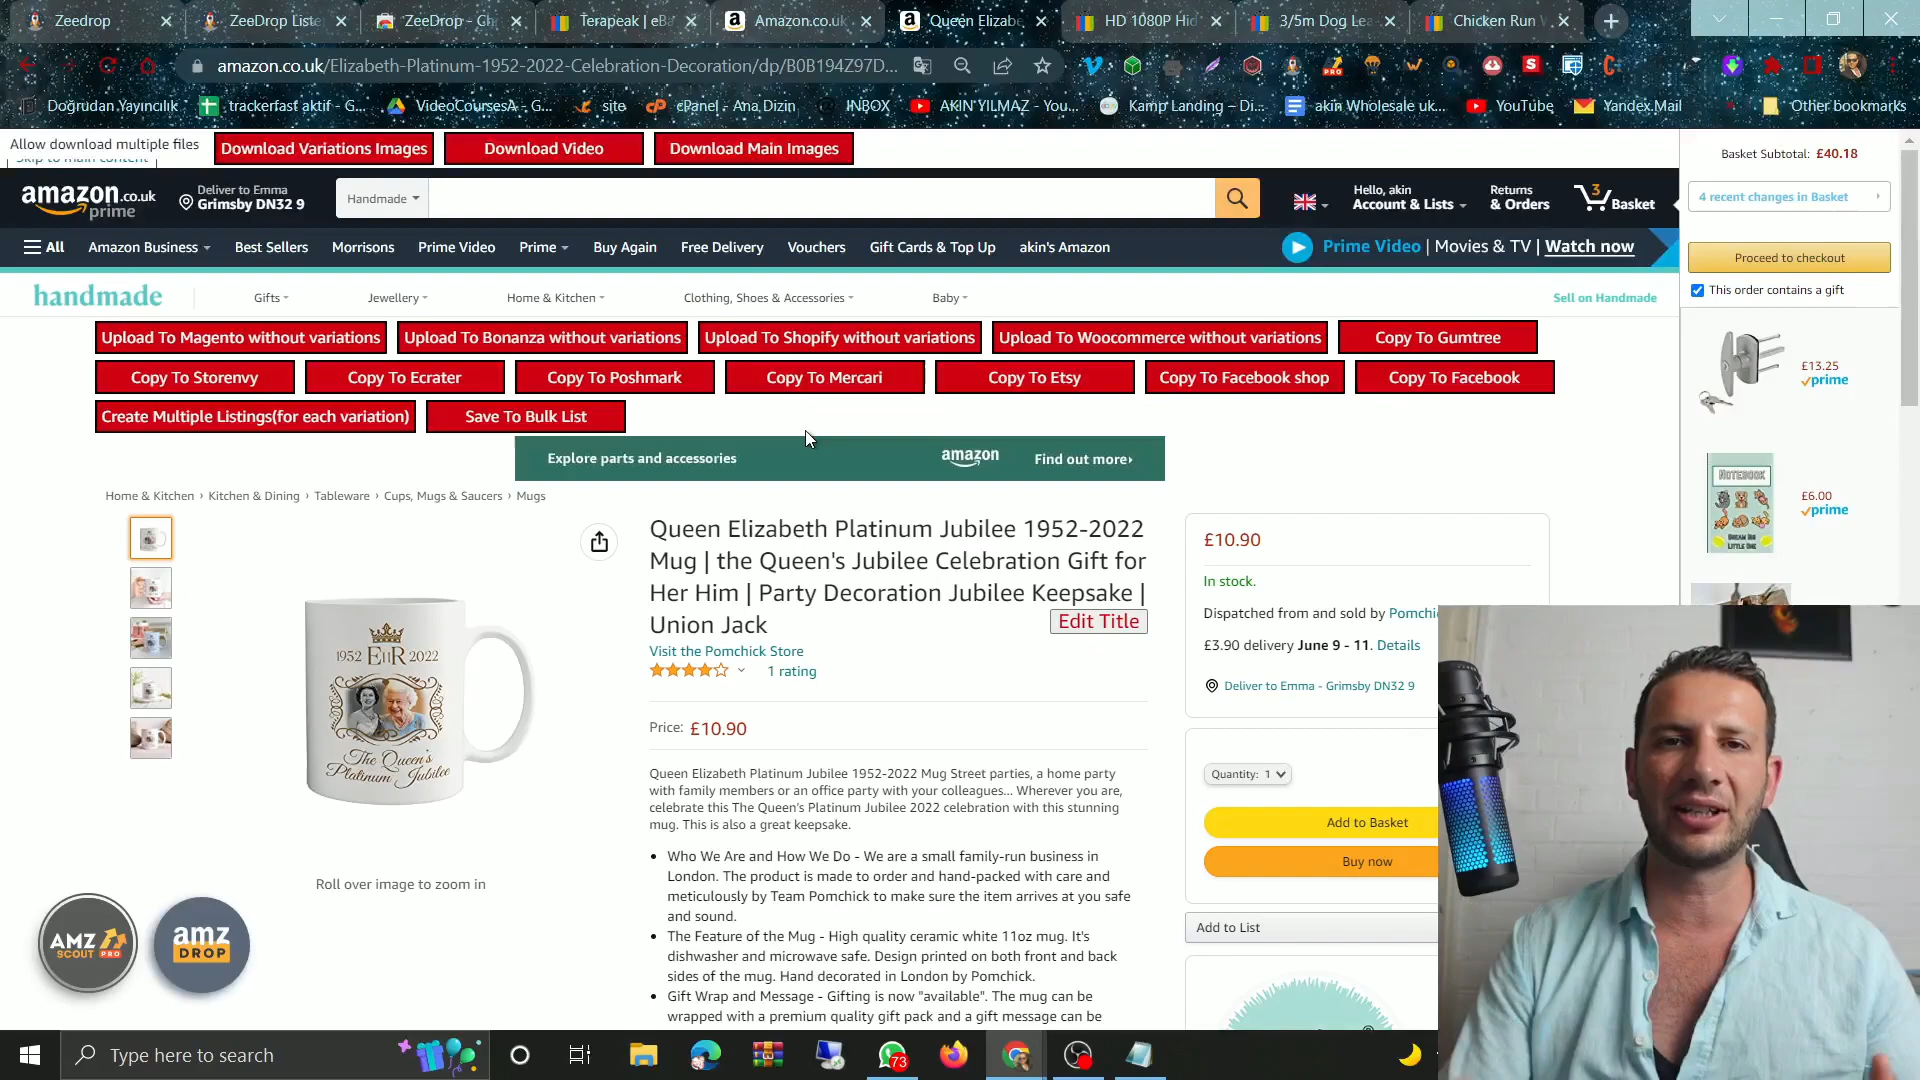 Zeedrop
ZeeDrop Liste
ZeeDrop - Ch
Terapeak | eBa
Amazon.co.uk
Queen Elizabe
HD 1080P Hid
3/5m Dog Lea
Chicken Run
amazon.co.uk/Elizabeth-Platinum-1952-2022-Celebration-Decoration/dp/B0B194Z97D...
Doğrudan Yayıncılık
trackerfast aktif - G...
VideoCoursesA - G...
site
cPanel - Ana Dizin
INBOX
AKIN YILMAZ - You...
Kamp Landing – Di...
akin Wholesale uk...
YouTube
Yandex.Mail
Other bookmarks
Allow download multiple files
Skip to main content
Download Variations Images
Download Video
Download Main Images
Basket Subtotal: £40.18
4 recent changes in Basket
Proceed to checkout
This order contains a gift
£13.25
prime
NOTEBOOK
£6.00
prime
amazon.co.uk
prime
Deliver to Emma
Grimsby DN32 9
Handmade
Hello, akin
Account & Lists
Returns
& Orders
3
Basket
All
Amazon Business
Best Sellers
Morrisons
Prime Video
Prime
Buy Again
Free Delivery
Vouchers
Gift Cards & Top Up
akin's Amazon
Prime Video | Movies & TV | Watch now
handmade
Gifts
Jewellery
Home & Kitchen
Clothing, Shoes & Accessories
Baby
Sell on Handmade
Upload To Magento without variations
Upload To Bonanza without variations
Upload To Shopify without variations
Upload To Woocommerce without variations
Copy To Gumtree
Copy To Storenvy
Copy To Ecrater
Copy To Poshmark
Copy To Mercari
Copy To Etsy
Copy To Facebook shop
Copy To Facebook
Create Multiple Listings(for each variation)
Save To Bulk List
Explore parts and accessories
amazon
Find out more
Home & Kitchen › Kitchen & Dining › Tableware › Cups, Mugs & Saucers › Mugs
1952 EIIR 2022
The Queen's
Platinum Jubilee
Roll over image to zoom in
Queen Elizabeth Platinum Jubilee 1952-2022
Mug | the Queen's Jubilee Celebration Gift for
Her Him | Party Decoration Jubilee Keepsake |
Union Jack
Edit Title
Visit the Pomchick Store
1 rating
Price: £10.90
Queen Elizabeth Platinum Jubilee 1952-2022 Mug Street parties, a home party
with family members or an office party with your colleagues... Wherever you are,
celebrate this The Queen's Platinum Jubilee 2022 celebration with this stunning
mug. This is also a great keepsake.
• Who We Are and How We Do - We are a small family-run business in
London. The product is made to order and hand-packed with care and
meticulously by Team Pomchick to make sure the item arrives at you safe
and sound.
• The Feature of the Mug - High quality ceramic white 11oz mug. It's
dishwasher and microwave safe. Design printed on both front and back
sides of the mug. Hand decorated in London by Pomchick.
• Gift Wrap and Message - Gifting is now "available". The mug can be
wrapped with a premium quality gift pack and a gift message can be
£10.90
In stock.
Dispatched from and sold by Pomchi
£3.90 delivery June 9 - 11. Details
Deliver to Emma - Grimsby DN32 9
Quantity: 1
Add to Basket
Buy now
Add to List
AMZ
SCOUT PRO
amz
DROP
Type here to search
73